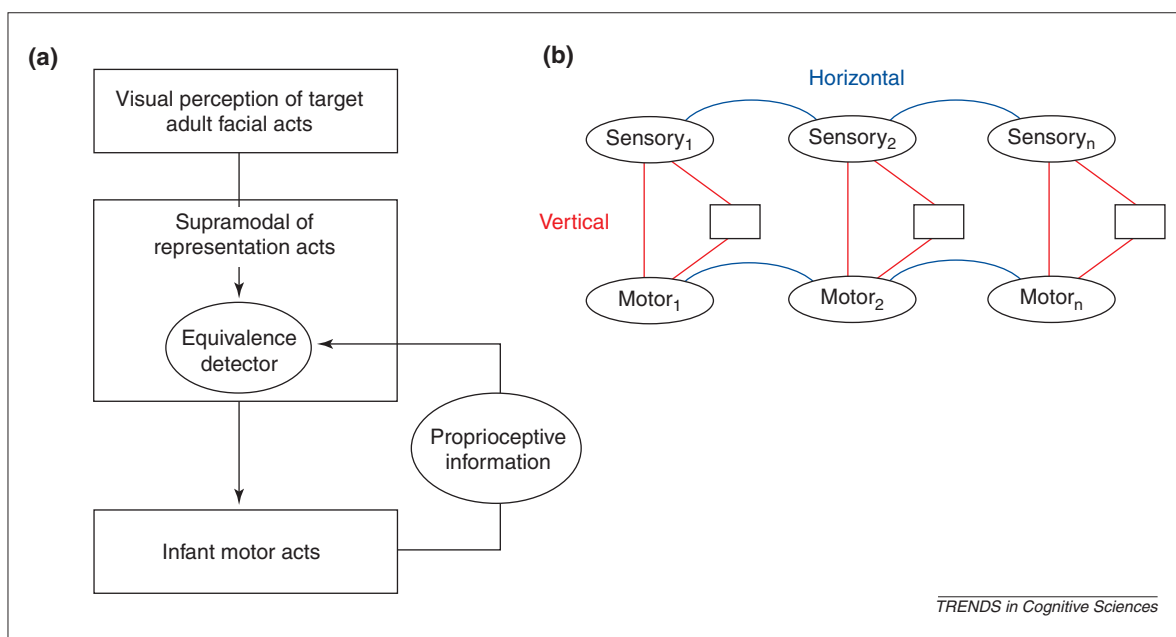 (a)
Visual perception of target
adult facial acts
Supramodal of
representation acts
Equivalence
detector
Proprioceptive
information
Infant motor acts
(b)
Horizontal
Sensory₁ Sensory₂ Sensoryₙ
Vertical
Motor₁ Motor₂ Motorₙ
TRENDS in Cognitive Sciences